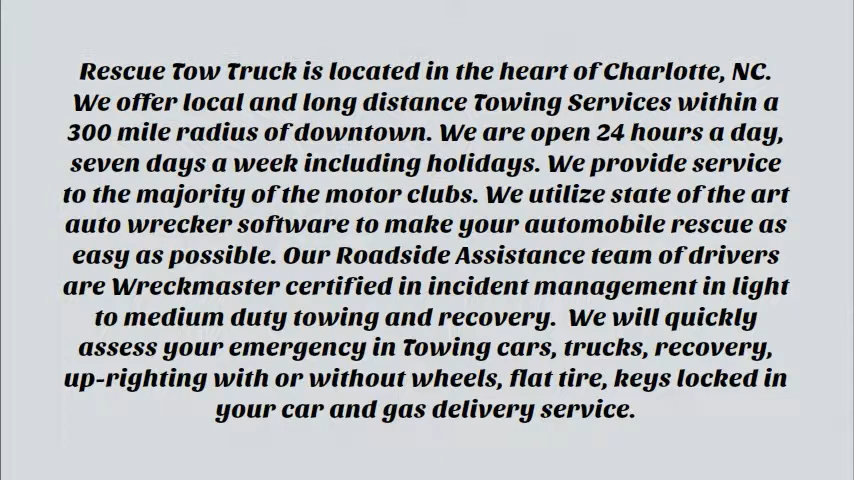 Rescue Tow Truck is located in the heart of Charlotte, NC.
We offer local and long distance Towing Services within a
300 mile radius of downtown. We are open 24 hours a day,
seven days a week including holidays. We provide service
to the majority of the motor clubs. We utilize state of the art
auto wrecker software to make your automobile rescue as
easy as possible. Our Roadside Assistance team of drivers
are Wreckmaster certified in incident management in light
to medium duty towing and recovery. We will quickly
assess your emergency in Towing cars, trucks, recovery,
up-righting with or without wheels, flat tire, keys locked in
your car and gas delivery service.